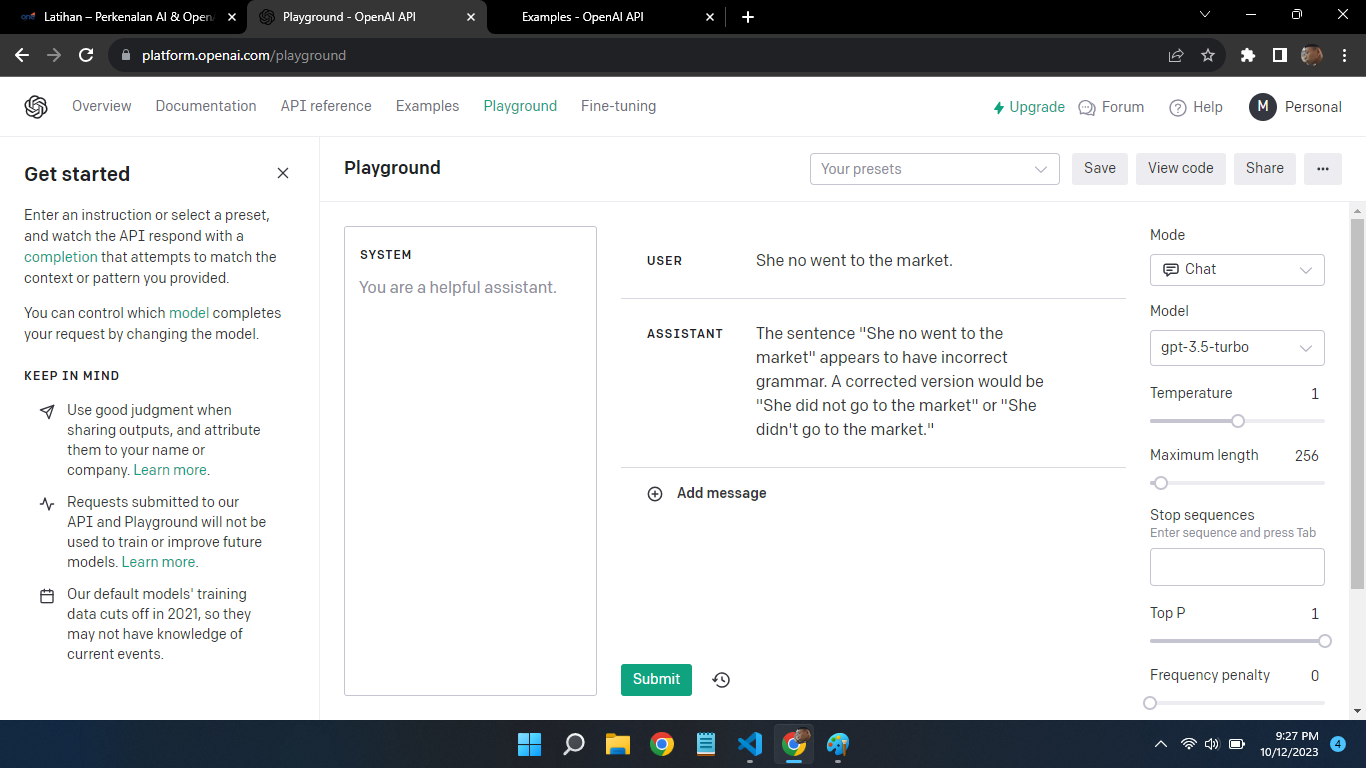 Latihan – Perkenalan AI & Open
Playground - OpenAI API
Examples - OpenAI API
platform.openai.com/playground
Overview
Documentation
API reference
Examples
Playground
Fine-tuning
Upgrade
Forum
Help
M
Personal
Get started
Enter an instruction or select a preset,
and watch the API respond with a
completion that attempts to match the
context or pattern you provided.
You can control which model completes
your request by changing the model.
KEEP IN MIND
Use good judgment when
sharing outputs, and attribute
them to your name or
company. Learn more.
Requests submitted to our
API and Playground will not be
used to train or improve future
models. Learn more.
Our default models' training
data cuts off in 2021, so they
may not have knowledge of
current events.
Playground
Your presets
Save
View code
Share
SYSTEM
You are a helpful assistant.
USER
She no went to the market.
ASSISTANT
The sentence "She no went to the
market" appears to have incorrect
grammar. A corrected version would be
"She did not go to the market" or "She
didn't go to the market."
Add message
Submit
Mode
Chat
Model
gpt-3.5-turbo
Temperature 1
Maximum length 256
Stop sequences
Enter sequence and press Tab
Top P 1
Frequency penalty 0
9:27 PM
10/12/2023
4